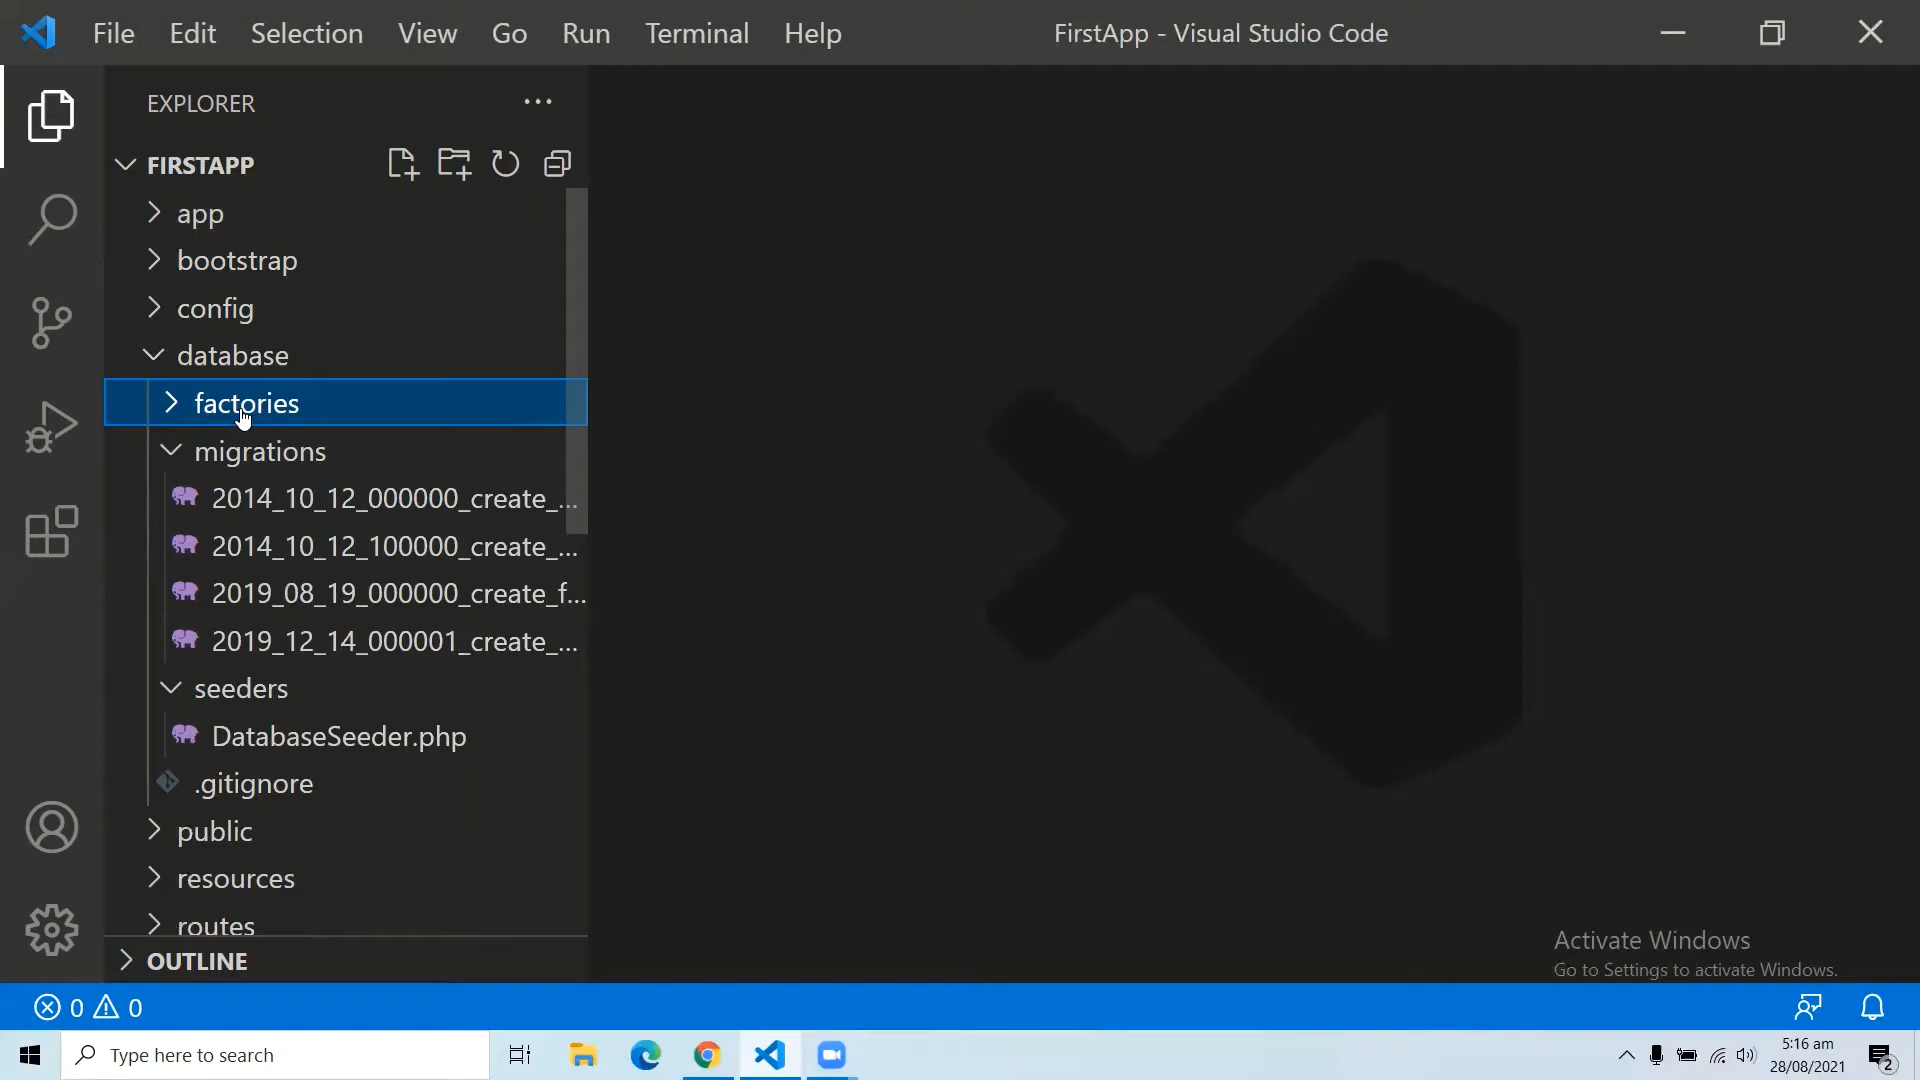 File Edit Selection View Go Run Terminal Help
FirstApp - Visual Studio Code
EXPLORER
FIRSTAPP
app
bootstrap
config
database
factories
migrations
2014_10_12_000000_create_...
2014_10_12_100000_create_...
2019_08_19_000000_create_f...
2019_12_14_000001_create_...
seeders
DatabaseSeeder.php
.gitignore
public
resources
routes
OUTLINE
Activate Windows
Go to Settings to activate Windows.
0 0
Type here to search
5:16 am
28/08/2021
2